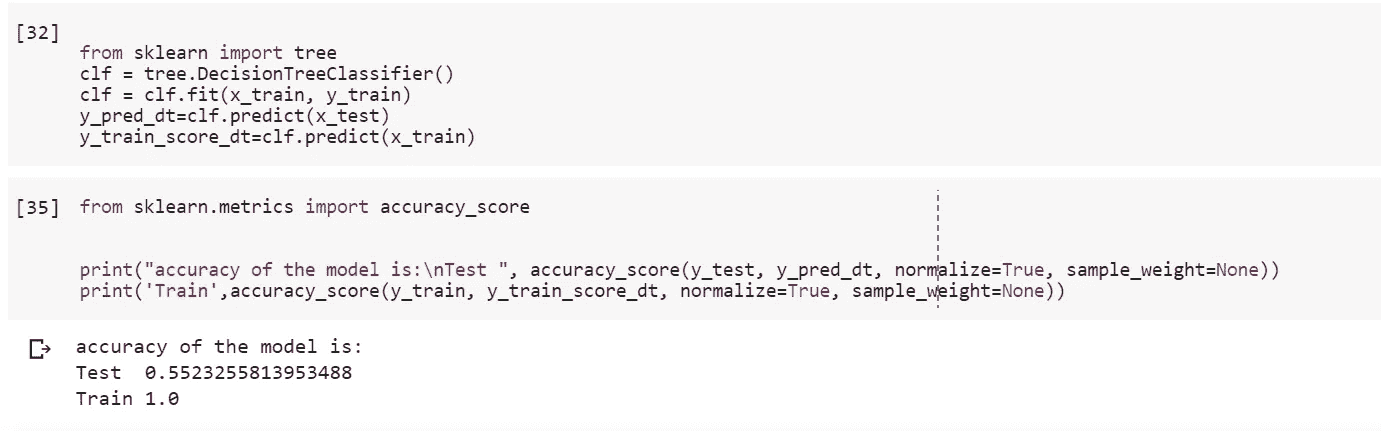 [32]
from sklearn import tree
clf = tree.DecisionTreeClassifier()
clf = clf.fit(x_train, y_train)
y_pred_dt=clf.predict(x_test)
y_train_score_dt=clf.predict(x_train)
[35] from sklearn.metrics import accuracy_score
print("accuracy of the model is:\nTest ", accuracy_score(y_test, y_pred_dt, normalize=True, sample_weight=None))
print('Train',accuracy_score(y_train, y_train_score_dt, normalize=True, sample_weight=None))
accuracy of the model is:
Test  0.5523255813953488
Train 1.0